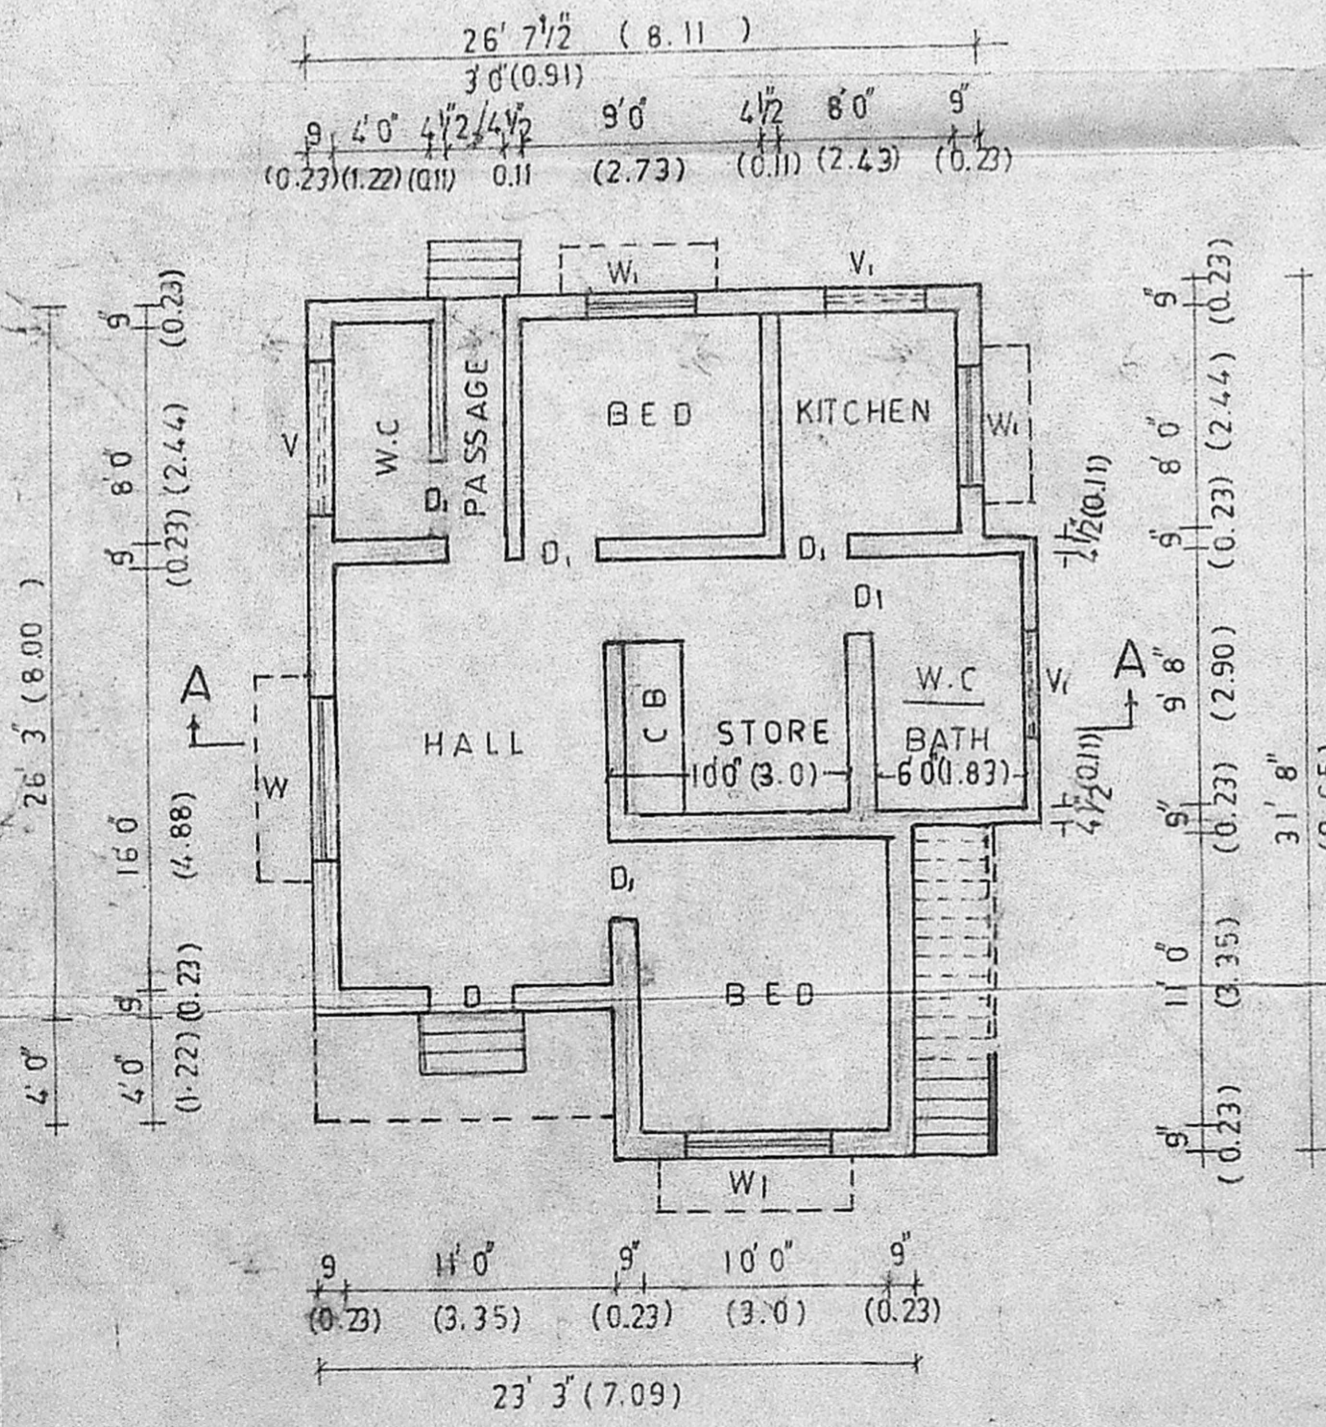 26' 7½" (8.11)
3' 0" (0.91)
9 4' 0" 4½" 4½" 9' 0" 4½" 8' 0" 9"
(0.23) (1.22) (0.11) 0.11 (2.73) (0.11) (2.43) (0.23)
W1 V1
9" (0.23)
9" (0.23)
V W.C PASSAGE BED KITCHEN W1
8' 0" (2.44)
8' 0" (2.44)
D1
9" (0.23)
D1 D1
4½" (0.11)
9" (0.23)
D1
26' 3" (8.00)
A A
HALL CB STORE W.C
BATH
V1
9' 8" (2.90)
10' 0" (3.0) 6' 0" (1.83)
W
16' 0" (4.88)
4½" (0.11)
9" (0.23)
31' 8"
D1
9" (0.23)
D BED
11' 0" (3.35)
4' 0"
4' 0" (1.22)
9" (0.23)
W1
9 11' 0" 9" 10' 0" 9"
(0.23) (3.35) (0.23) (3.0) (0.23)
23' 3" (7.09)